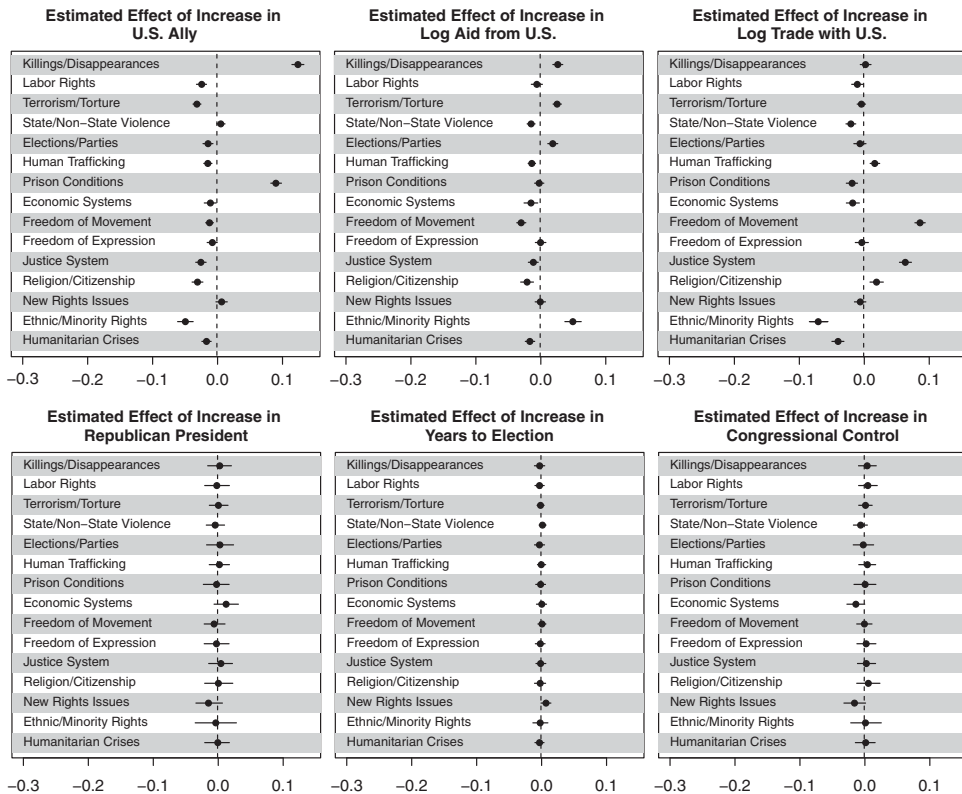 Estimated Effect of Increase in
U.S. Ally
Killings/Disappearances
Labor Rights
Terrorism/Torture
State/Non−State Violence
Elections/Parties
Human Trafficking
Prison Conditions
Economic Systems
Freedom of Movement
Freedom of Expression
Justice System
Religion/Citizenship
New Rights Issues
Ethnic/Minority Rights
Humanitarian Crises
−0.3 −0.2 −0.1 0.0 0.1
Estimated Effect of Increase in
Log Aid from U.S.
Killings/Disappearances
Labor Rights
Terrorism/Torture
State/Non−State Violence
Elections/Parties
Human Trafficking
Prison Conditions
Economic Systems
Freedom of Movement
Freedom of Expression
Justice System
Religion/Citizenship
New Rights Issues
Ethnic/Minority Rights
Humanitarian Crises
−0.3 −0.2 −0.1 0.0 0.1
Estimated Effect of Increase in
Log Trade with U.S.
Killings/Disappearances
Labor Rights
Terrorism/Torture
State/Non−State Violence
Elections/Parties
Human Trafficking
Prison Conditions
Economic Systems
Freedom of Movement
Freedom of Expression
Justice System
Religion/Citizenship
New Rights Issues
Ethnic/Minority Rights
Humanitarian Crises
−0.3 −0.2 −0.1 0.0 0.1
Estimated Effect of Increase in
Republican President
Killings/Disappearances
Labor Rights
Terrorism/Torture
State/Non−State Violence
Elections/Parties
Human Trafficking
Prison Conditions
Economic Systems
Freedom of Movement
Freedom of Expression
Justice System
Religion/Citizenship
New Rights Issues
Ethnic/Minority Rights
Humanitarian Crises
−0.3 −0.2 −0.1 0.0 0.1
Estimated Effect of Increase in
Years to Election
Killings/Disappearances
Labor Rights
Terrorism/Torture
State/Non−State Violence
Elections/Parties
Human Trafficking
Prison Conditions
Economic Systems
Freedom of Movement
Freedom of Expression
Justice System
Religion/Citizenship
New Rights Issues
Ethnic/Minority Rights
Humanitarian Crises
−0.3 −0.2 −0.1 0.0 0.1
Estimated Effect of Increase in
Congressional Control
Killings/Disappearances
Labor Rights
Terrorism/Torture
State/Non−State Violence
Elections/Parties
Human Trafficking
Prison Conditions
Economic Systems
Freedom of Movement
Freedom of Expression
Justice System
Religion/Citizenship
New Rights Issues
Ethnic/Minority Rights
Humanitarian Crises
−0.3 −0.2 −0.1 0.0 0.1